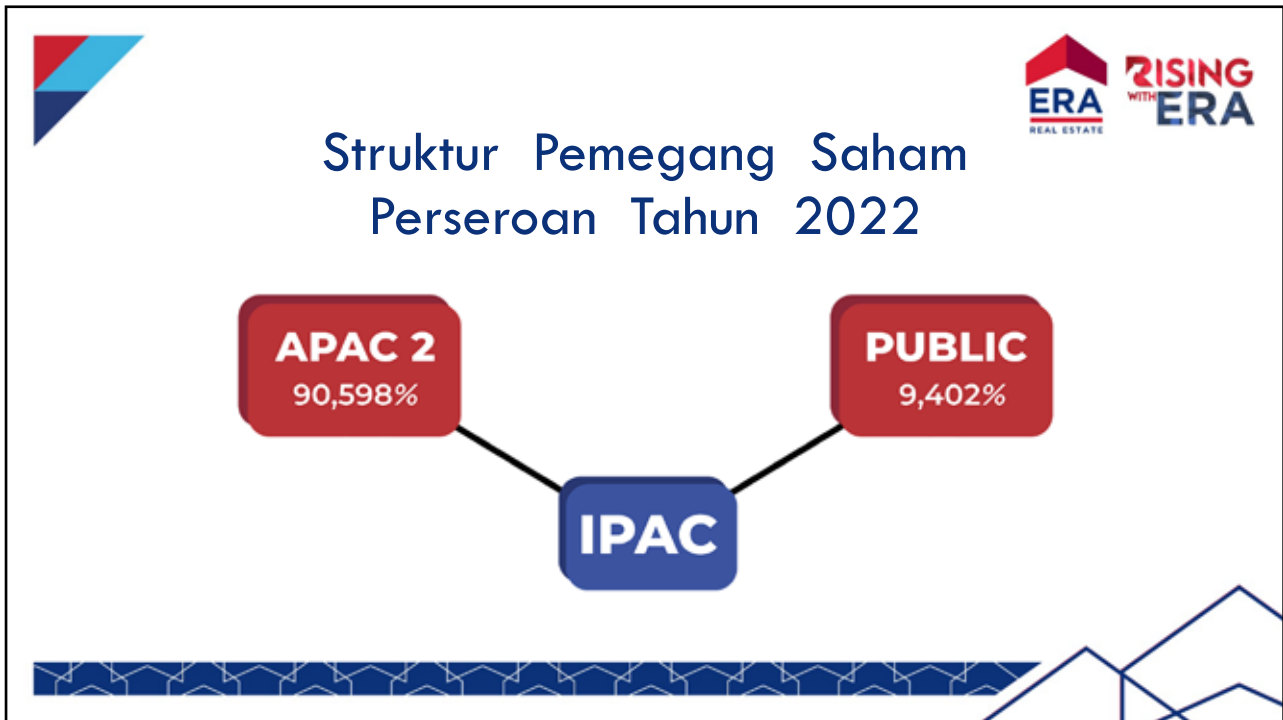 ERA
REAL ESTATE
RISING
WITH ERA
Struktur Pemegang Saham
Perseroan Tahun 2022
APAC 2
90,598%
PUBLIC
9,402%
IPAC